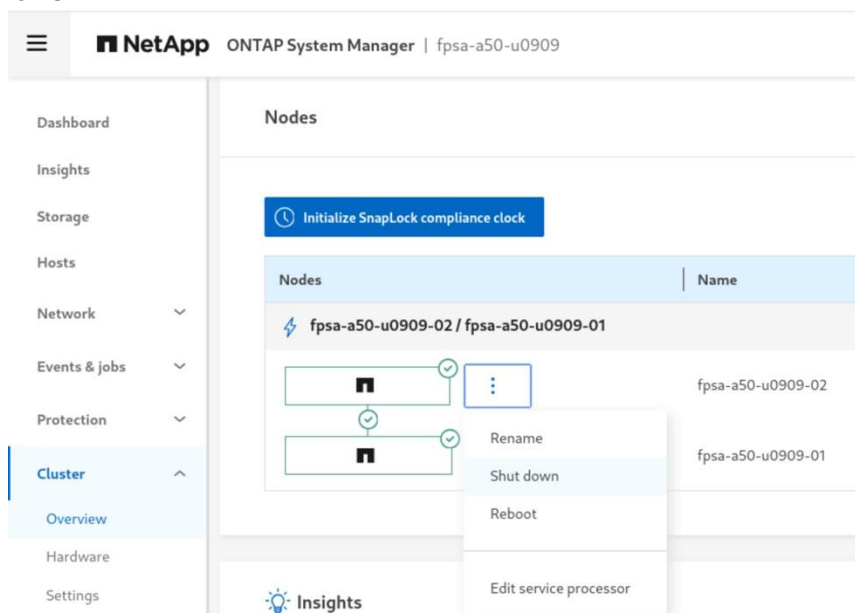 NetApp ONTAP System Manager | fpsa-a50-u0909
Dashboard
Insights
Storage
Hosts
Network
Events & jobs
Protection
Cluster
Overview
Hardware
Settings
Nodes
Initialize SnapLock compliance clock
Nodes Name
fpsa-a50-u0909-02 / fpsa-a50-u0909-01
fpsa-a50-u0909-02
fpsa-a50-u0909-01
Rename
Shut down
Reboot
Edit service processor
Insights